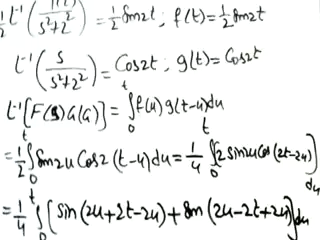 ½ L⁻¹( / s²+2²) = ½ Sin2t ; f(t) = ½ Sin2t
L⁻¹(s / s²+2²) = Cos2t ; g(t) = Cos2t
L⁻¹[F(s)G(s)] = ∫₀ᵗ f(u) g(t-u)du
= ½ ∫₀ᵗ Sin2u Cos2(t-u)du = ¼ ∫₀ᵗ [2 sin2u Cos(2t-2u)] du
= ¼ ∫₀ᵗ [sin(2u+2t-2u) + Sin(2u-2t+2u)] du